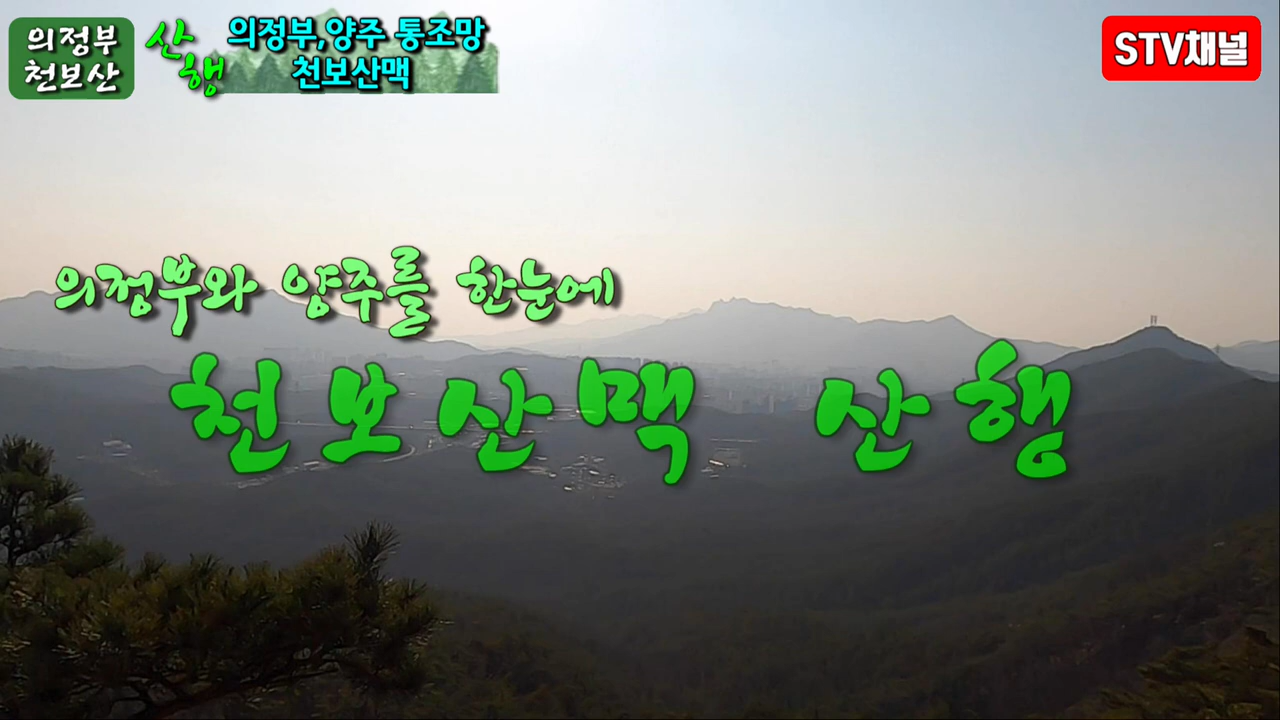 의정부
천보산
산행
의정부,양주 통조망
천보산맥
STV채널
의정부와 양주를 한눈에
천보산맥 산행